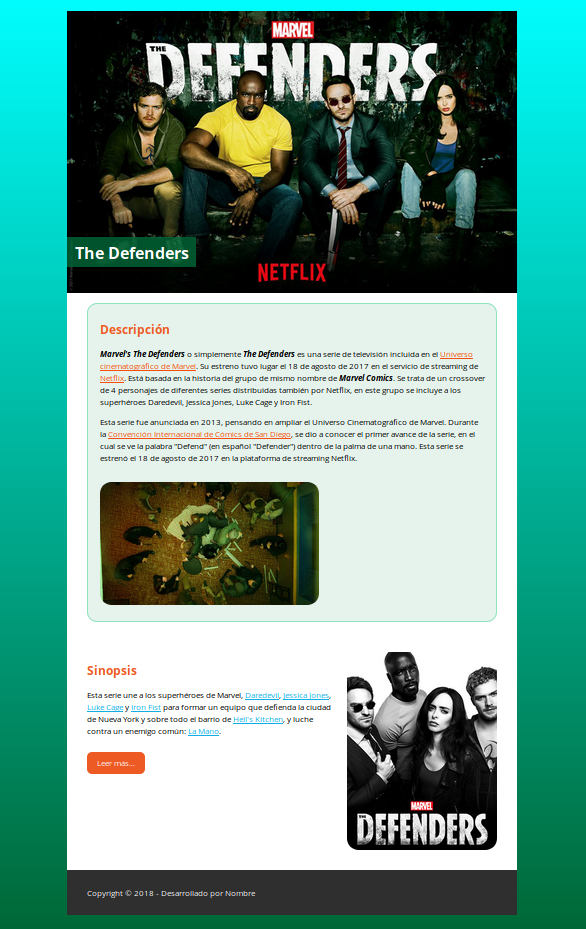 MARVEL
THE
DEFENDERS
The Defenders
NETFLIX
Descripción
Marvel's The Defenders o simplemente The Defenders es una serie de televisión incluida en el Universo
cinematográfico de Marvel. Su estreno tuvo lugar el 18 de agosto de 2017 en el servicio de streaming de
Netflix. Está basada en la historia del grupo de mismo nombre de Marvel Comics. Se trata de un crossover
de 4 personajes de diferentes series distribuidas también por Netflix, en este grupo se incluye a los
superhéroes Daredevil, Jessica Jones, Luke Cage y Iron Fist.
Esta serie fue anunciada en 2013, pensando en ampliar el Universo Cinematográfico de Marvel. Durante
la Convención Internacional de Cómics de San Diego, se dio a conocer el primer avance de la serie, en el
cual se ve la palabra "Defend" (en español "Defender") dentro de la palma de una mano. Esta serie se
estrenó el 18 de agosto de 2017 en la plataforma de streaming Netflix.
Sinopsis
Esta serie une a los superhéroes de Marvel, Daredevil, Jessica Jones,
Luke Cage y Iron Fist para formar un equipo que defienda la ciudad
de Nueva York y sobre todo el barrio de Hell's Kitchen, y luche
contra un enemigo común: La Mano.
Leer más...
MARVEL
THE
DEFENDERS
Copyright © 2018 - Desarrollado por Nombre